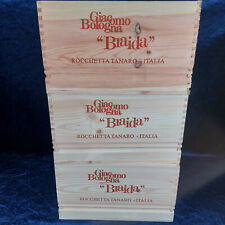 Giacomo
Bologna
"Braida"
ROCCHETTA TANARO - ITALIA
Giacomo
Bologna
"Braida"
ROCCHETTA TANARO - ITALIA
Giacomo
Bologna
"Braida"
ROCCHETTA TANARO - ITALIA